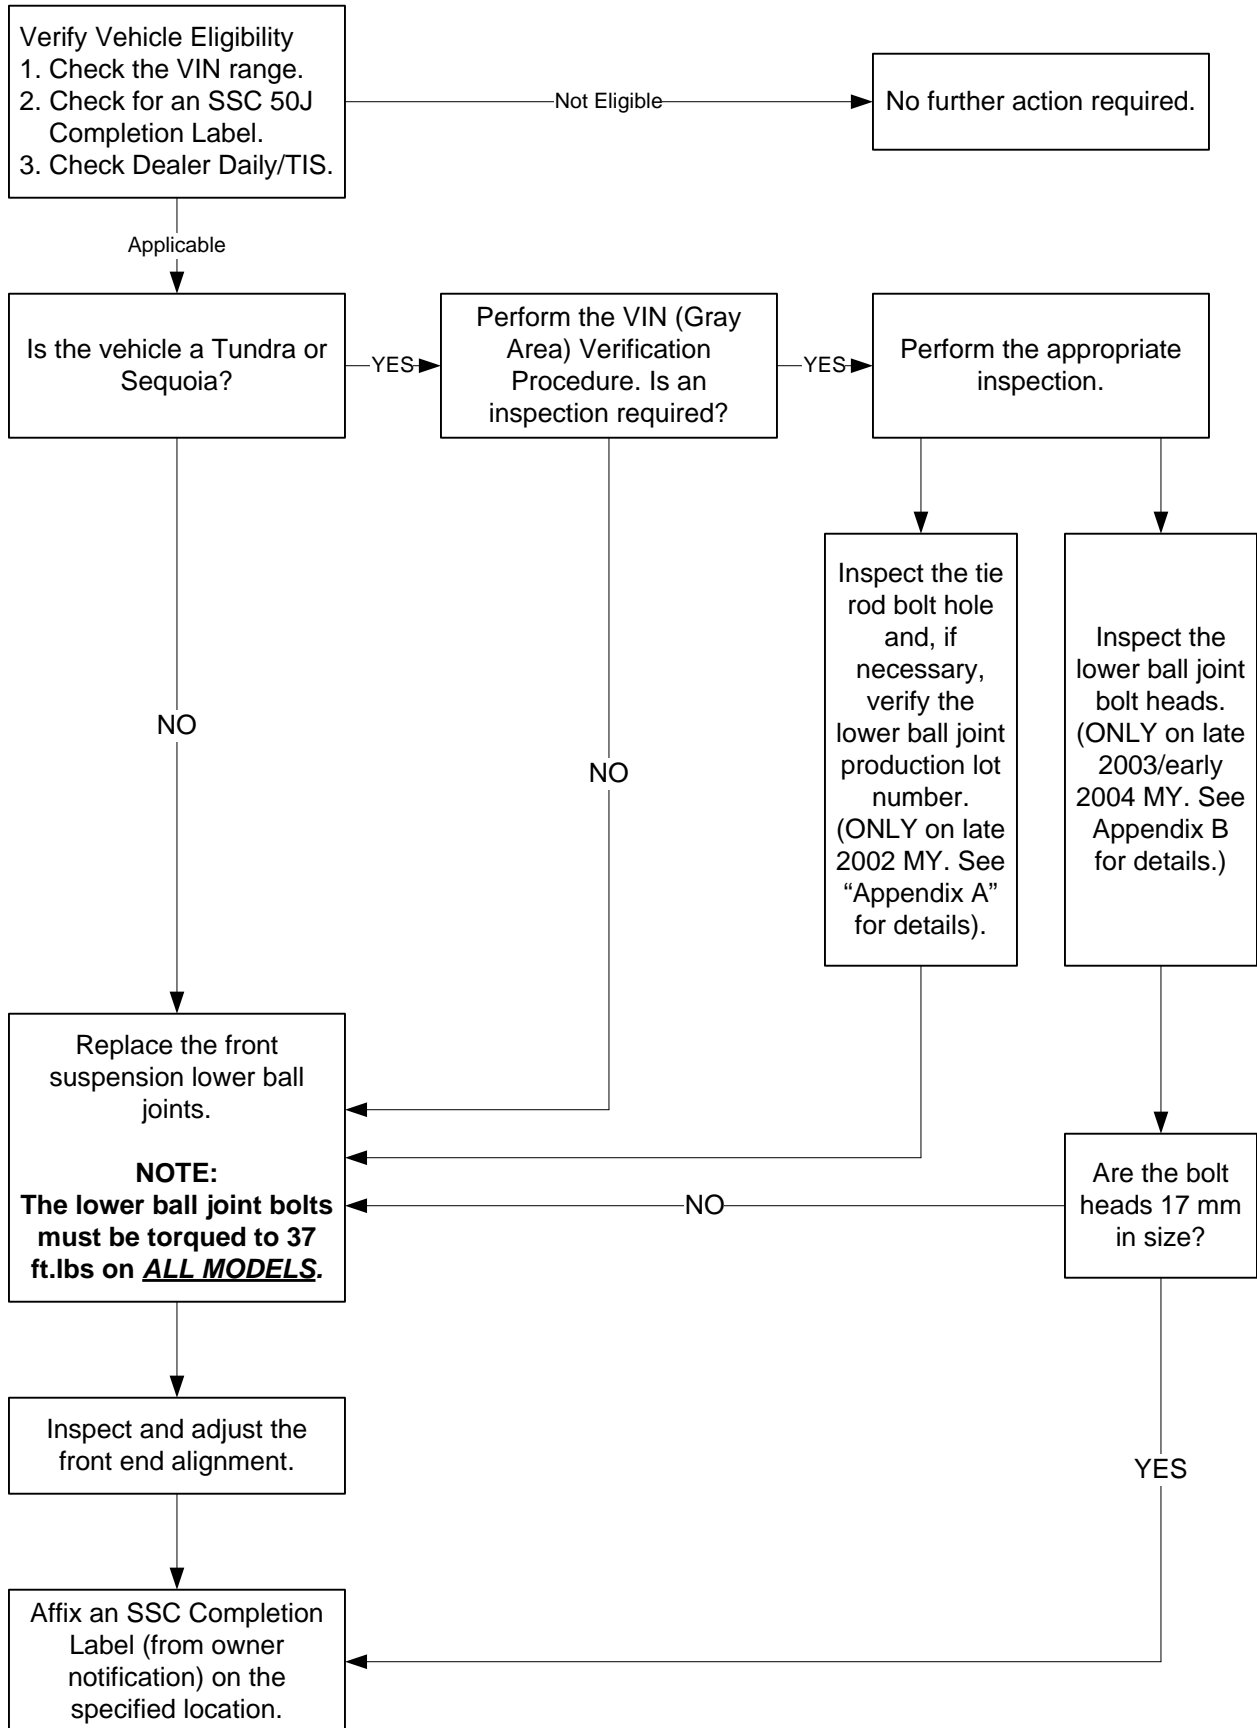 Verify Vehicle Eligibility
1. Check the VIN range.
2. Check for an SSC 50J
Completion Label.
3. Check Dealer Daily/TIS.
Not Eligible
No further action required.
Applicable
Is the vehicle a Tundra or
Sequoia?
YES
Perform the VIN (Gray
Area) Verification
Procedure. Is an
inspection required?
YES
Perform the appropriate
inspection.
NO
NO
Inspect the tie
rod bolt hole
and, if
necessary,
verify the
lower ball joint
production lot
number.
(ONLY on late
2002 MY. See
“Appendix A”
for details).
Inspect the
lower ball joint
bolt heads.
(ONLY on late
2003/early
2004 MY. See
Appendix B
for details.)
Replace the front
suspension lower ball
joints.
NOTE:
The lower ball joint bolts
must be torqued to 37
ft.lbs on ALL MODELS.
NO
Are the bolt
heads 17 mm
in size?
YES
Inspect and adjust the
front end alignment.
Affix an SSC Completion
Label (from owner
notification) on the
specified location.